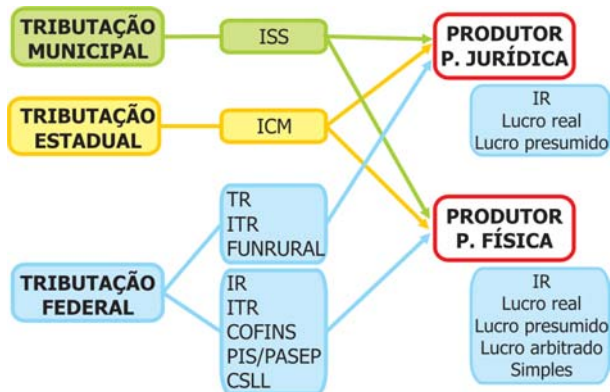 TRIBUTAÇÃO
MUNICIPAL
ISS
PRODUTOR
P. JURÍDICA
IR
Lucro real
Lucro presumido
TRIBUTAÇÃO
ESTADUAL
ICM
TR
ITR
FUNRURAL
PRODUTOR
P. FÍSICA
TRIBUTAÇÃO
FEDERAL
IR
ITR
COFINS
PIS/PASEP
CSLL
IR
Lucro real
Lucro presumido
Lucro arbitrado
Simples